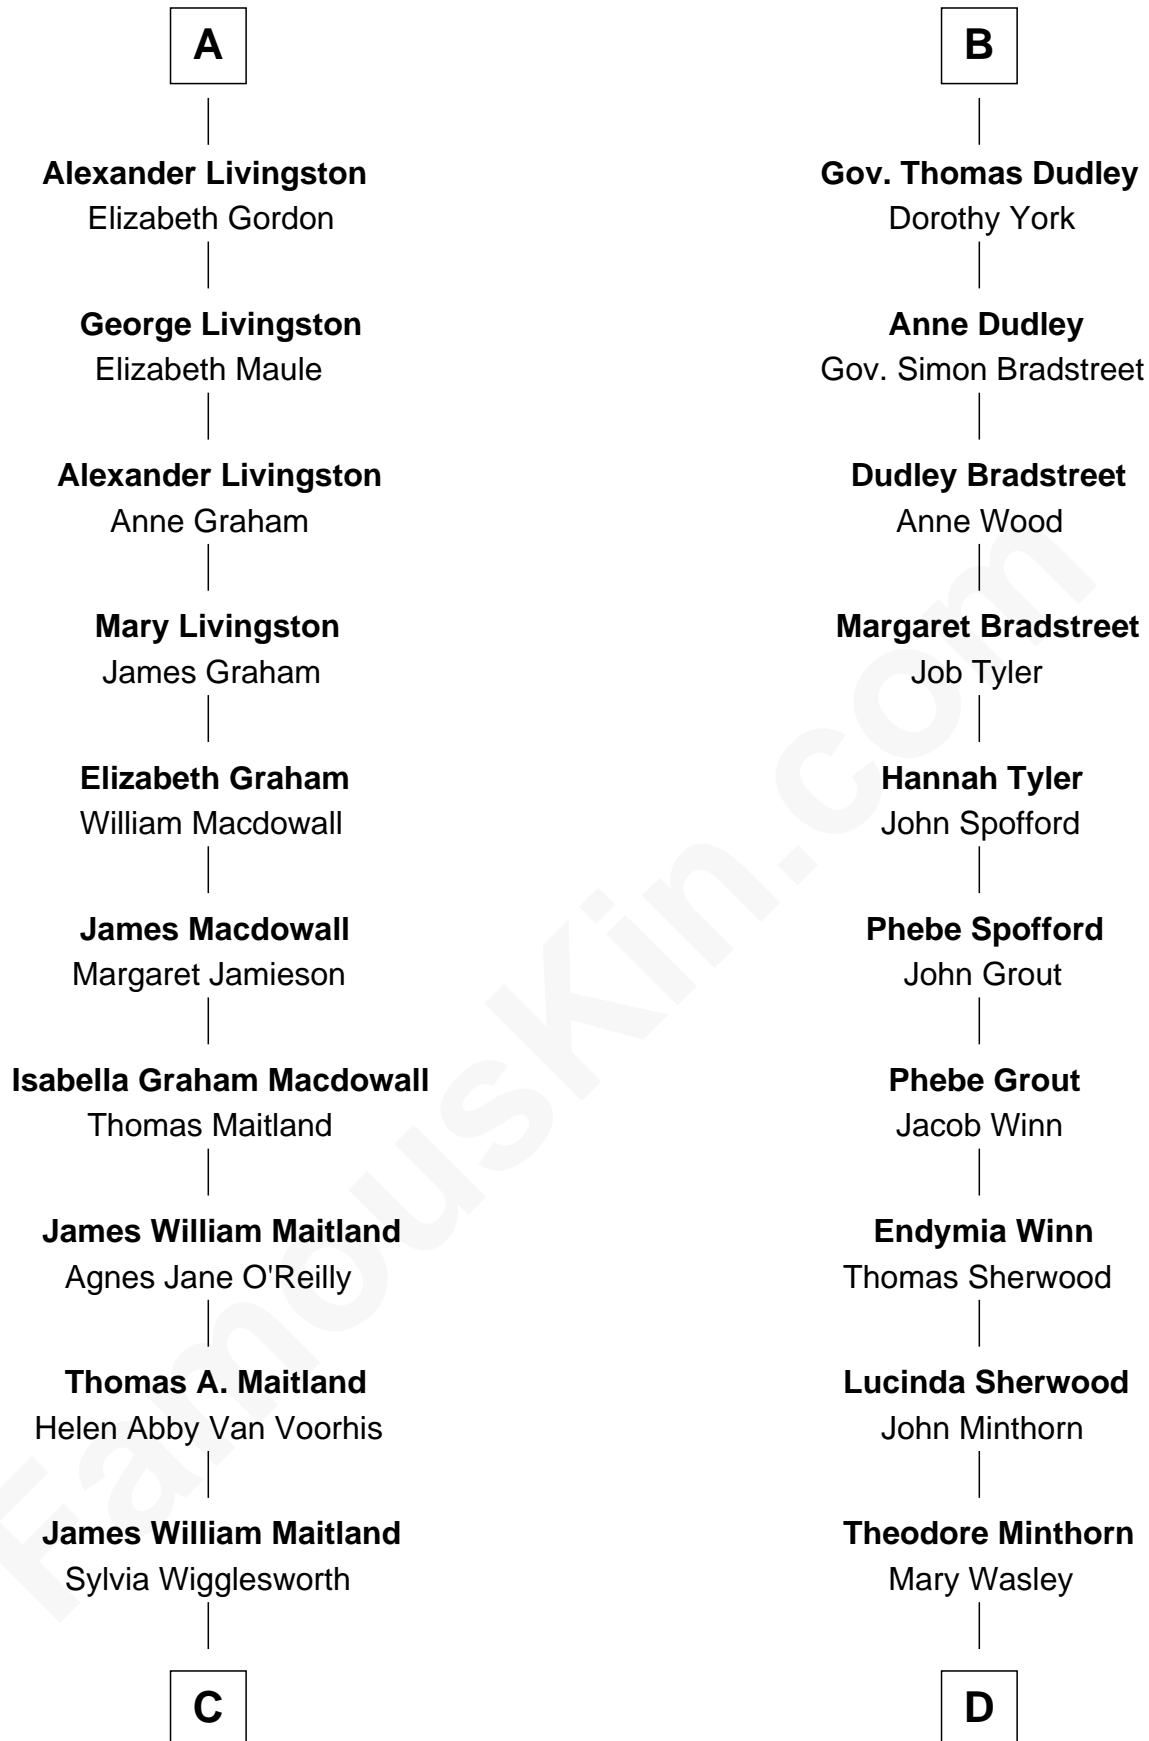 A
Alexander Livingston
Elizabeth Gordon
George Livingston
Elizabeth Maule
Alexander Livingston
Anne Graham
Mary Livingston
James Graham
Elizabeth Graham
William Macdowall
James Macdowall
Margaret Jamieson
Isabella Graham Macdowall
Thomas Maitland
James William Maitland
Agnes Jane O'Reilly
Thomas A. Maitland
Helen Abby Van Voorhis
James William Maitland
Sylvia Wigglesworth
C
B
Gov. Thomas Dudley
Dorothy York
Anne Dudley
Gov. Simon Bradstreet
Dudley Bradstreet
Anne Wood
Margaret Bradstreet
Job Tyler
Hannah Tyler
John Spofford
Phebe Spofford
John Grout
Phebe Grout
Jacob Winn
Endymia Winn
Thomas Sherwood
Lucinda Sherwood
John Minthorn
Theodore Minthorn
Mary Wasley
D
FamousKin.com